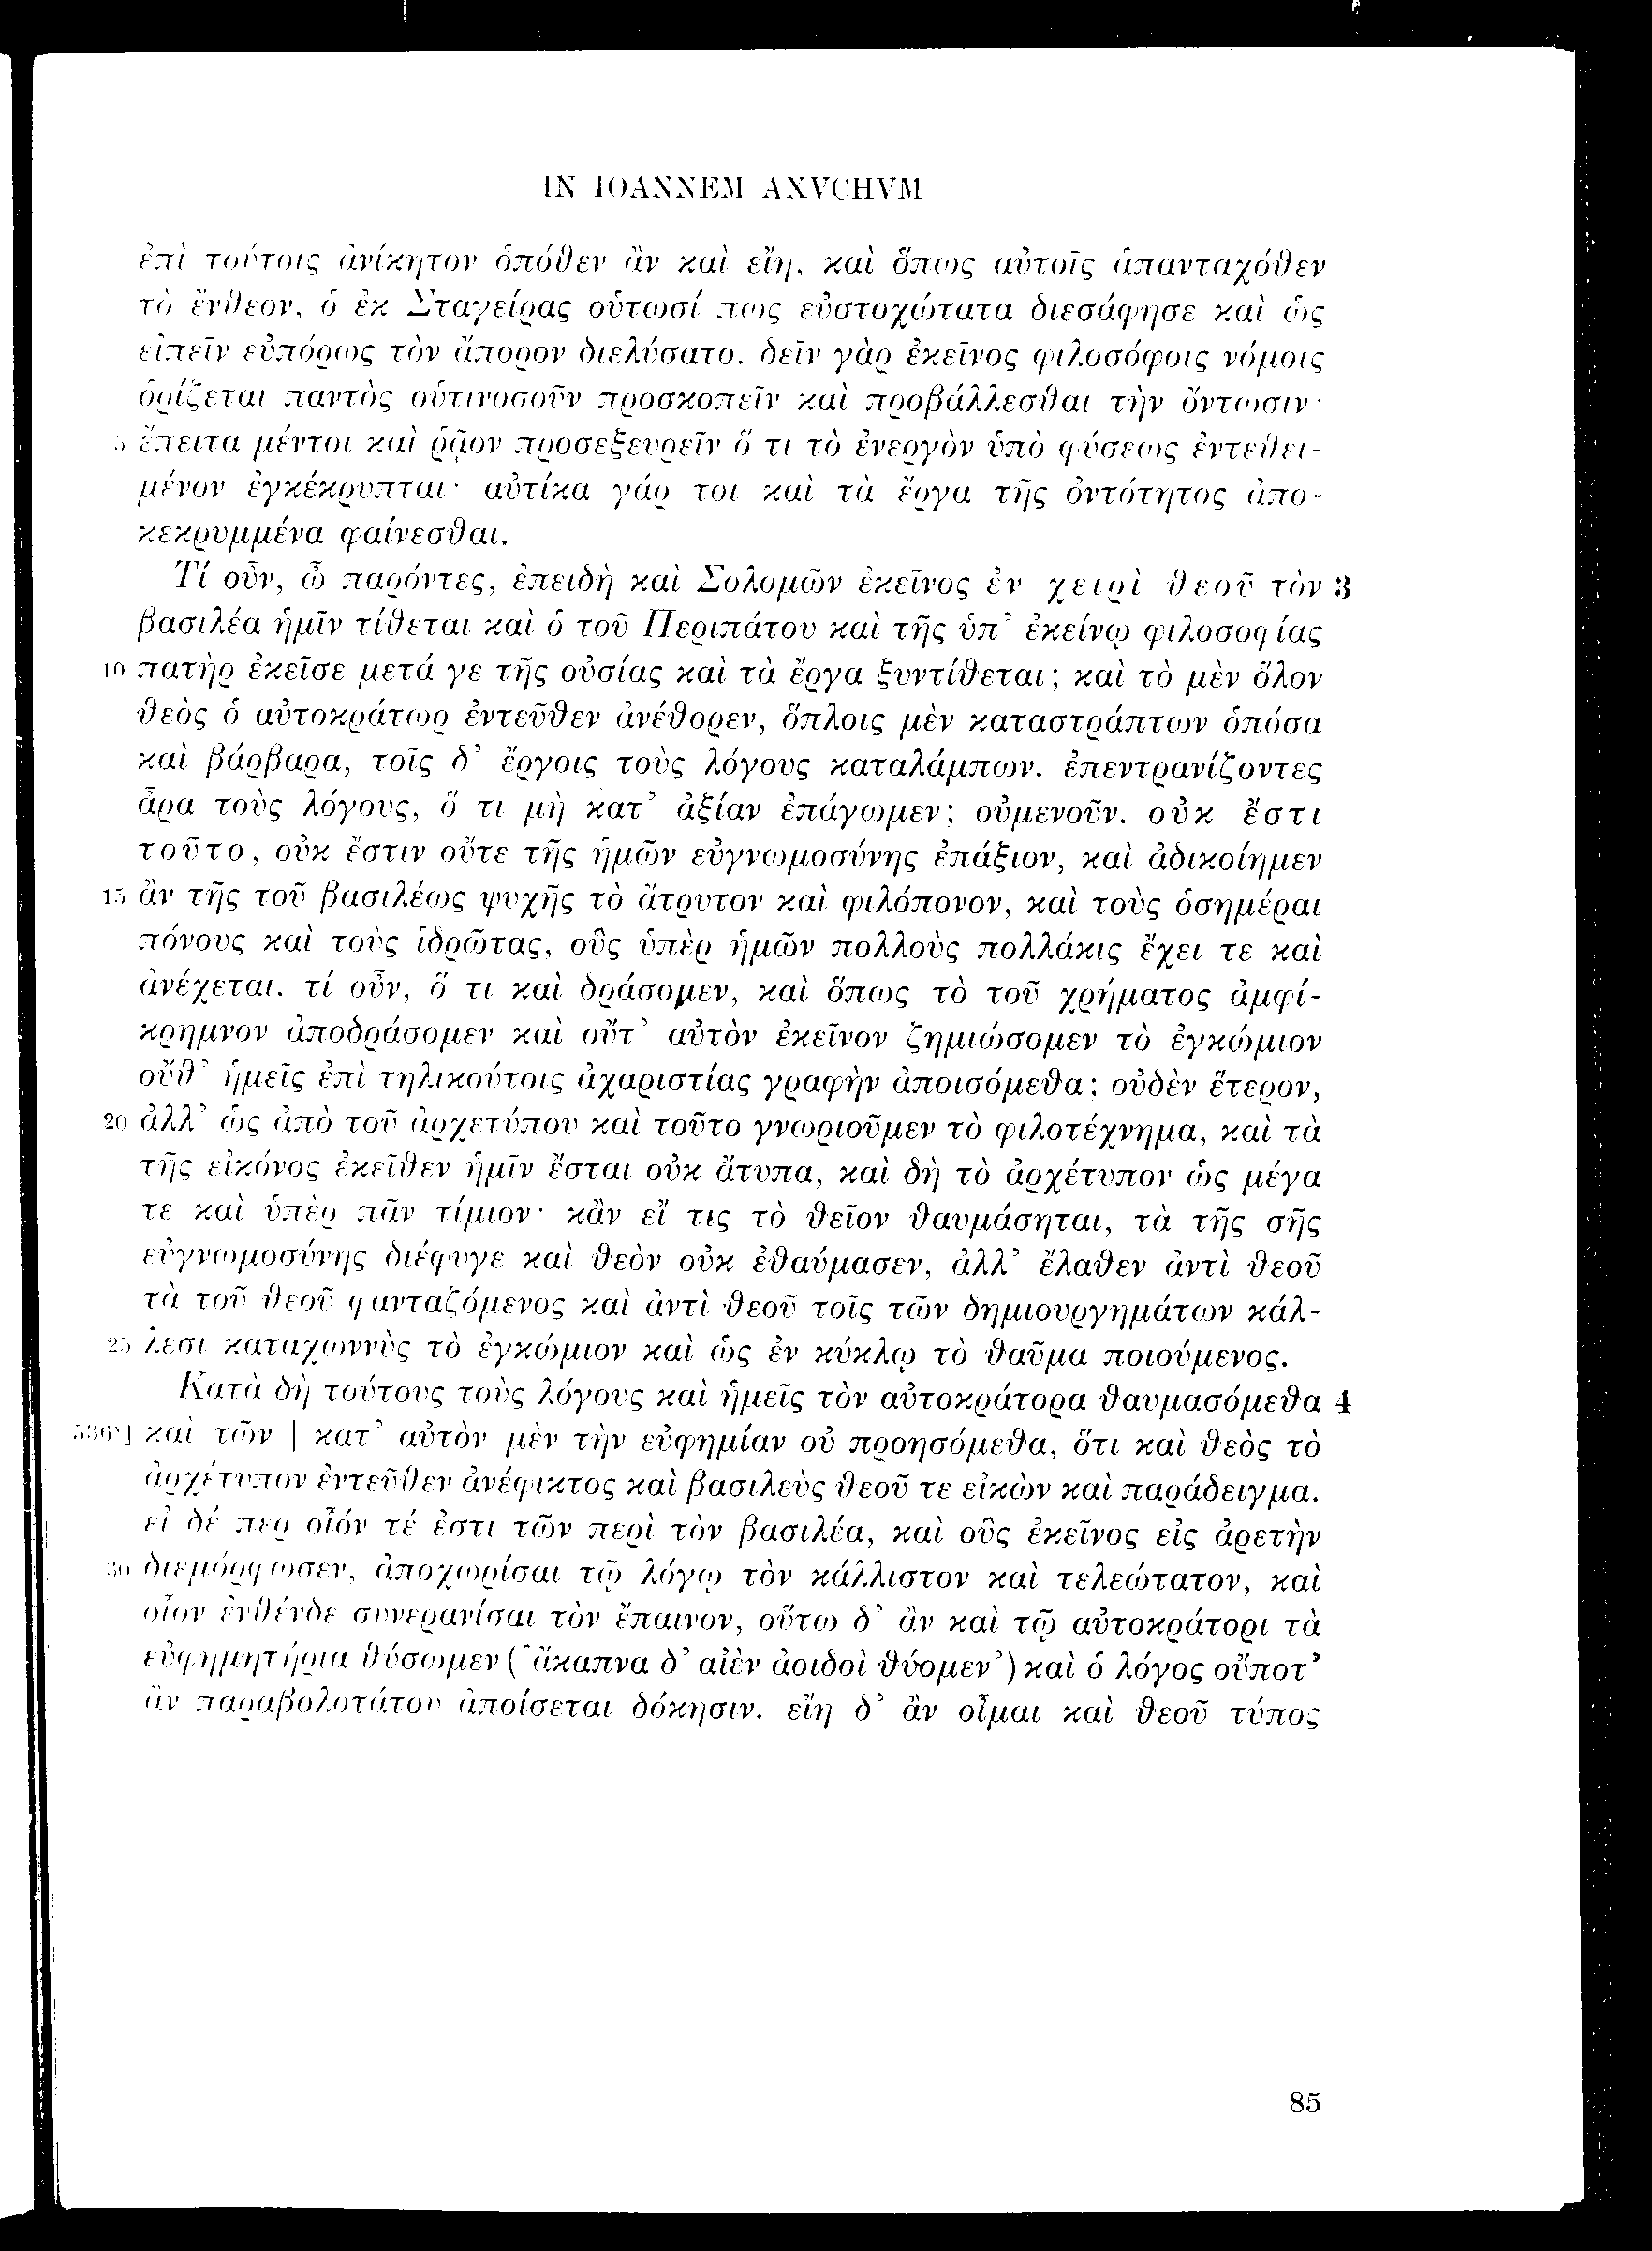 IN IOANNEM AXVCHVM
ἐπὶ τούτοις ἀνίκητον ὁπόθεν ἂν καὶ εἴη, καὶ ὅπως αὐτοῖς ἁπανταχόθεν
τὸ ἔνθεον, ὁ ἐκ Σταγείρας οὑτωσί πως εὐστοχώτατα διεσάφησε καὶ ὡς
εἰπεῖν εὐπόρως τὸν ἄπορον διελύσατο. δεῖν γὰρ ἐκεῖνος φιλοσόφοις νόμοις
ὁρίζεται παντὸς οὑτινοσοῦν προσκοπεῖν καὶ προβάλλεσθαι τὴν ὄντωσιν·
5 ἔπειτα μέντοι καὶ ῥᾷον προσεξευρεῖν ὅ τι τὸ ἐνεργὸν ὑπὸ φύσεως ἐντεθει-
μένον ἐγκέκρυπται· αὐτίκα γάρ τοι καὶ τὰ ἔργα τῆς ὀντότητος ἀπο-
κεκρυμμένα φαίνεσθαι.
Τί οὖν, ὦ παρόντες, ἐπειδὴ καὶ Σολομῶν ἐκεῖνος ἐν χειρὶ θεοῦ τὸν 3
βασιλέα ἡμῖν τίθεται καὶ ὁ τοῦ Περιπάτου καὶ τῆς ὑπ’ ἐκείνῳ φιλοσοφίας
10 πατὴρ ἐκεῖσε μετά γε τῆς οὐσίας καὶ τὰ ἔργα ξυντίθεται; καὶ τὸ μὲν ὅλον
θεὸς ὁ αὐτοκράτωρ ἐντεῦθεν ἀνέθορεν, ὅπλοις μὲν καταστράπτων ὁπόσα
καὶ βάρβαρα, τοῖς δ’ ἔργοις τοὺς λόγους καταλάμπων. ἐπεντρανίζοντες
ἆρα τοὺς λόγους, ὅ τι μὴ κατ’ ἀξίαν ἐπάγωμεν; οὐμενοῦν. οὐκ ἔστι
τοῦτο, οὐκ ἔστιν οὔτε τῆς ἡμῶν εὐγνωμοσύνης ἐπάξιον, καὶ ἀδικοίημεν
15 ἂν τῆς τοῦ βασιλέως ψυχῆς τὸ ἄτρυτον καὶ φιλόπονον, καὶ τοὺς ὁσημέραι
πόνους καὶ τοὺς ἱδρῶτας, οὓς ὑπὲρ ἡμῶν πολλοὺς πολλάκις ἔχει τε καὶ
ἀνέχεται. τί οὖν, ὅ τι καὶ δράσομεν, καὶ ὅπως τὸ τοῦ χρήματος ἀμφί-
κρημνον ἀποδράσομεν καὶ οὔτ’ αὐτὸν ἐκεῖνον ζημιώσομεν τὸ ἐγκώμιον
οὔθ’ ἡμεῖς ἐπὶ τηλικούτοις ἀχαριστίας γραφὴν ἀποισόμεθα; οὐδὲν ἕτερον,
20 ἀλλ’ ὡς ἀπὸ τοῦ ἀρχετύπου καὶ τοῦτο γνωριοῦμεν τὸ φιλοτέχνημα, καὶ τὰ
τῆς εἰκόνος ἐκεῖθεν ἡμῖν ἔσται οὐκ ἄτυπα, καὶ δὴ τὸ ἀρχέτυπον ὡς μέγα
τε καὶ ὑπὲρ πᾶν τίμιον· κἂν εἴ τις τὸ θεῖον θαυμάσηται, τὰ τῆς σῆς
εὐγνωμοσύνης διέφυγε καὶ θεὸν οὐκ ἐθαύμασεν, ἀλλ’ ἔλαθεν ἀντὶ θεοῦ
τὰ τοῦ θεοῦ φανταζόμενος καὶ ἀντὶ θεοῦ τοῖς τῶν δημιουργημάτων κάλ-
25 λεσι καταχωννὺς τὸ ἐγκώμιον καὶ ὡς ἐν κύκλῳ τὸ θαῦμα ποιούμενος.
Κατὰ δὴ τούτους τοὺς λόγους καὶ ἡμεῖς τὸν αὐτοκράτορα θαυμασόμεθα 4
336ᵛ] καὶ τῶν | κατ’ αὐτὸν μὲν τὴν εὐφημίαν οὐ προησόμεθα, ὅτι καὶ θεὸς τὸ
ἀρχέτυπον ἐντεῦθεν ἀνέφικτος καὶ βασιλεὺς θεοῦ τε εἰκὼν καὶ παράδειγμα.
εἰ δέ περ οἷόν τέ ἐστι τῶν περὶ τὸν βασιλέα, καὶ οὓς ἐκεῖνος εἰς ἀρετὴν
30 διεμόρφωσεν, ἀποχωρίσαι τῷ λόγῳ τὸν κάλλιστον καὶ τελεώτατον, καὶ
οἷον ἐνθένδε συνερανίσαι τὸν ἔπαινον, οὕτω δ’ ἂν καὶ τῷ αὐτοκράτορι τὰ
εὐφημητήρια θύσωμεν (‘ἄκαπνα δ’ αἰὲν ἀοιδοὶ θύομεν’) καὶ ὁ λόγος οὔποτ’
ἂν παραβολοτάτου ἀποίσεται δόκησιν. εἴη δ’ ἂν οἶμαι καὶ θεοῦ τύπος
85